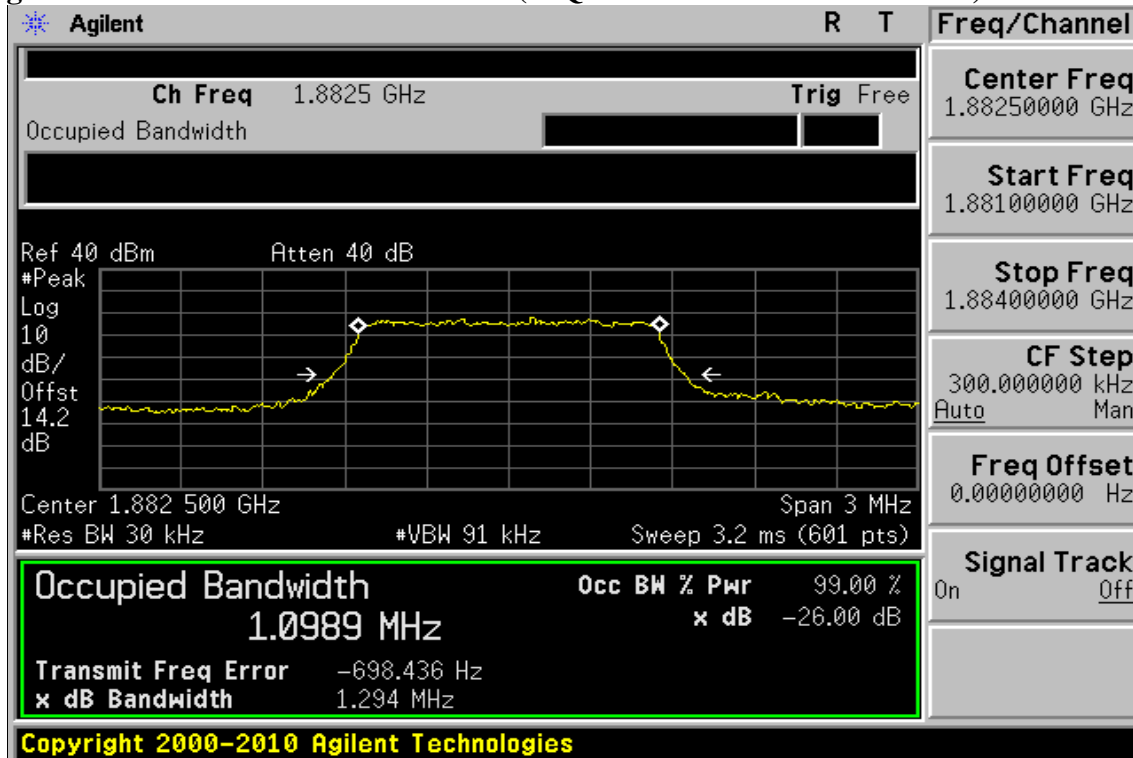 Agilent R T
Ch Freq 1.8825 GHz Trig Free
Occupied Bandwidth
Ref 40 dBm Atten 40 dB
#Peak
Log
10
dB/
Offst
14.2
dB
Center 1.882 500 GHz Span 3 MHz
#Res BW 30 kHz #VBW 91 kHz Sweep 3.2 ms (601 pts)
Occupied Bandwidth
1.0989 MHz
Occ BW % Pwr 99.00 %
x dB -26.00 dB
Transmit Freq Error -698.436 Hz
x dB Bandwidth 1.294 MHz
Copyright 2000-2010 Agilent Technologies
Freq/Channel
Center Freq
1.88250000 GHz
Start Freq
1.88100000 GHz
Stop Freq
1.88400000 GHz
CF Step
300.000000 kHz
Auto Man
Freq Offset
0.00000000 Hz
Signal Track
On Off